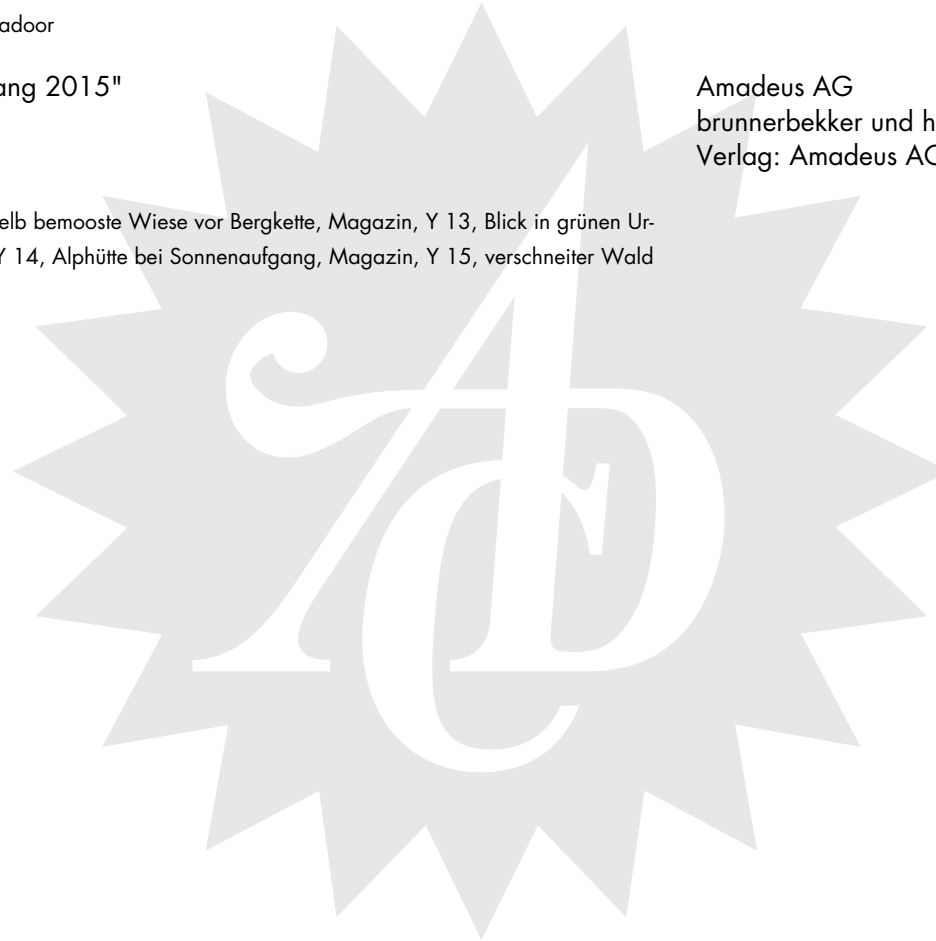 adoor
ang 2015"
Amadeus AG
brunnerbekker und h
Verlag: Amadeus AG
elb bemooste Wiese vor Bergkette, Magazin, Y 13, Blick in grünen Ur-
Y 14, Alphütte bei Sonnenaufgang, Magazin, Y 15, verschneiter Wald
ADC